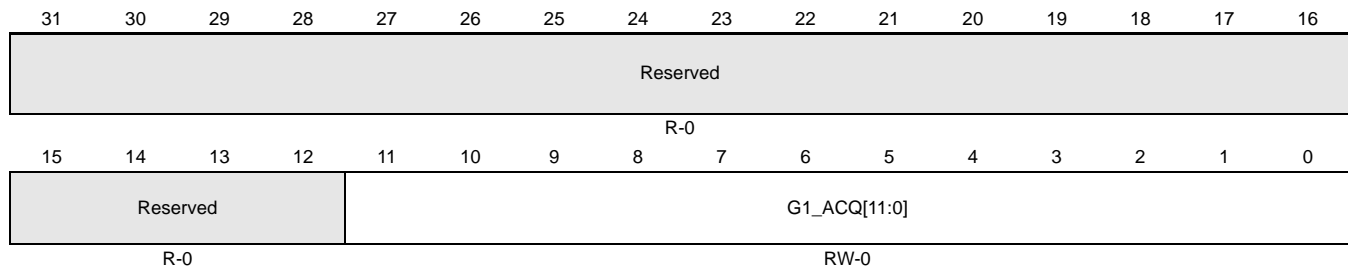 31 30 29 28 27 26 25 24 23 22 21 20 19 18 17 16
Reserved
R-0
15 14 13 12 11 10 9 8 7 6 5 4 3 2 1 0
Reserved G1_ACQ[11:0]
R-0 RW-0